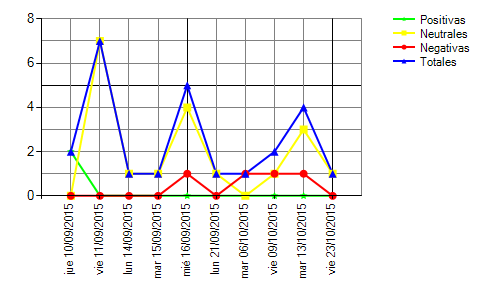 8
6
4
2
0
jue 10/09/2015
vie 11/09/2015
lun 14/09/2015
mar 15/09/2015
mié 16/09/2015
lun 21/09/2015
mar 06/10/2015
vie 09/10/2015
mar 13/10/2015
vie 23/10/2015
Positivas
Neutrales
Negativas
Totales